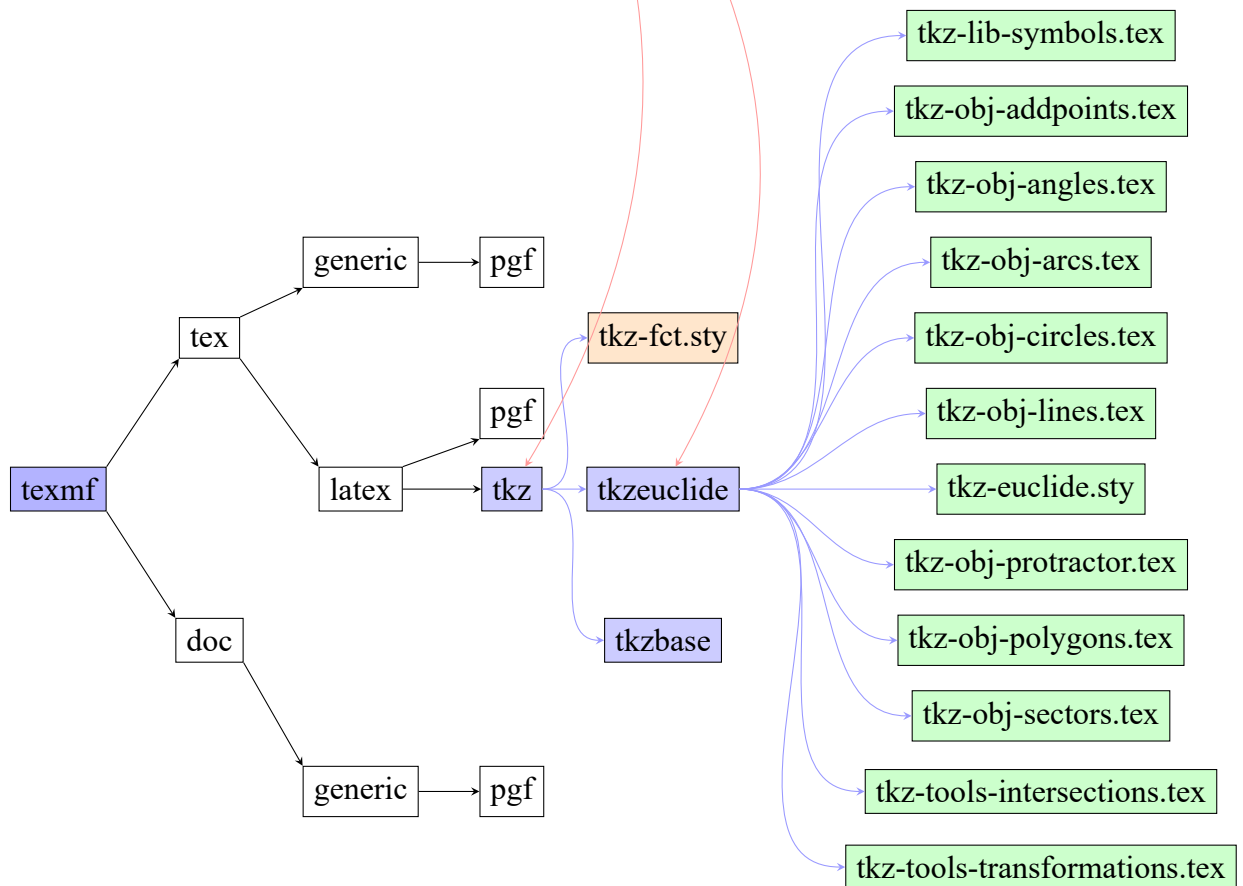 tkz-lib-symbols.tex
tkz-obj-addpoints.tex
tkz-obj-angles.tex
generic
pgf
tkz-obj-arcs.tex
tex
tkz-fct.sty
tkz-obj-circles.tex
pgf
tkz-obj-lines.tex
texmf
latex
tkz
tkzeuclide
tkz-euclide.sty
tkz-obj-protractor.tex
doc
tkzbase
tkz-obj-polygons.tex
tkz-obj-sectors.tex
generic
pgf
tkz-tools-intersections.tex
tkz-tools-transformations.tex